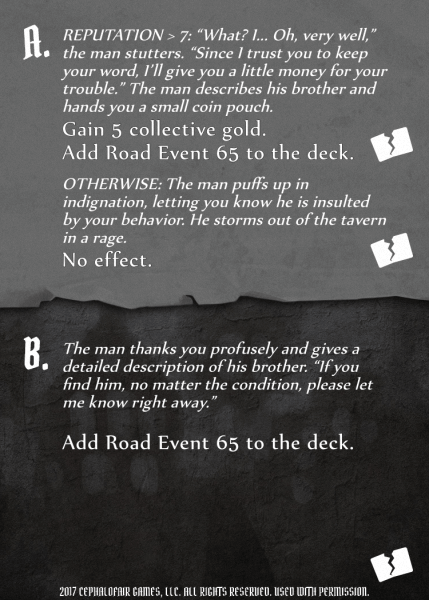 A. REPUTATION > 7: “What? I... Oh, very well,”
the man stutters. “Since I trust you to keep
your word, I’ll give you a little money for your
trouble.” The man describes his brother and
hands you a small coin pouch.
Gain 5 collective gold.
Add Road Event 65 to the deck.
OTHERWISE: The man puffs up in
indignation, letting you know he is insulted
by your behavior. He storms out of the tavern
in a rage.
No effect.
B. The man thanks you profusely and gives a
detailed description of his brother. “If you
find him, no matter the condition, please let
me know right away.”
Add Road Event 65 to the deck.
2017 CEPHALOFAIR GAMES, LLC. ALL RIGHTS RESERVED. USED WITH PERMISSION.